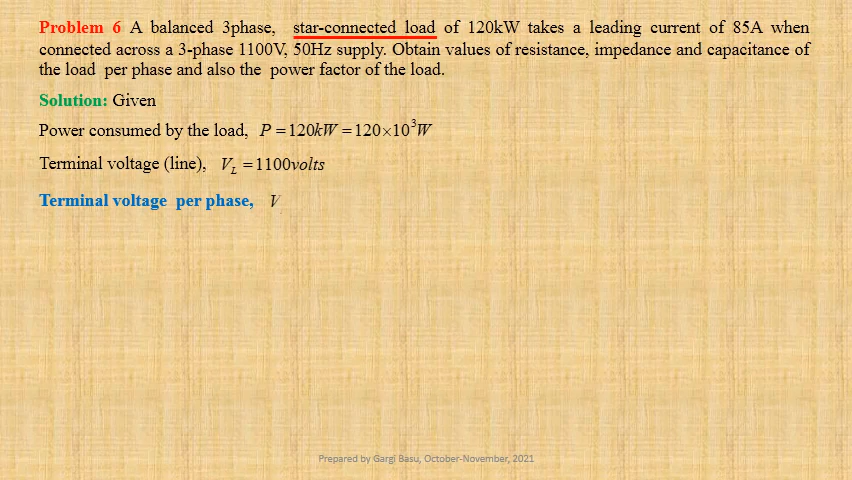 Problem 6 A balanced 3phase, star-connected load of 120kW takes a leading current of 85A when
connected across a 3-phase 1100V, 50Hz supply. Obtain values of resistance, impedance and capacitance of
the load per phase and also the power factor of the load.
Solution: Given
Power consumed by the load, P = 120kW = 120×10³W
Terminal voltage (line), V_L = 1100volts
Terminal voltage per phase, V
Prepared by Gargi Basu, October-November, 2021